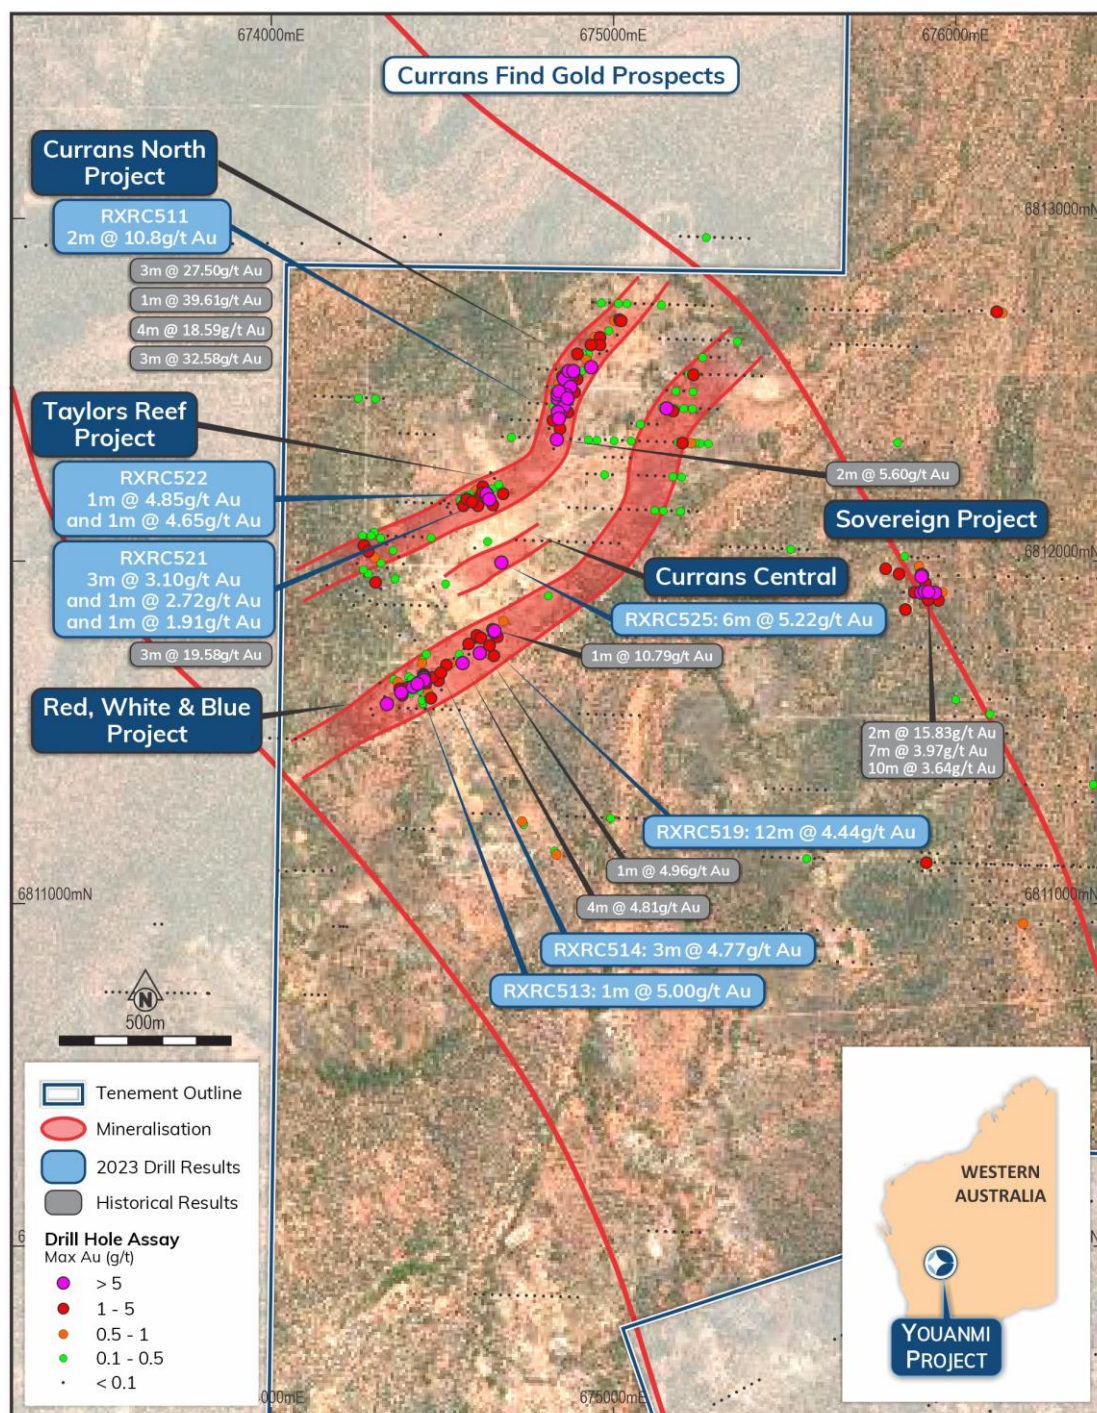 674000mE
675000mE
676000mE
Currans Find Gold Prospects
Currans North
Project
RXRC511
2m @ 10.8g/t Au
6813000mN
3m @ 27.50g/t Au
1m @ 39.61g/t Au
4m @ 18.59g/t Au
3m @ 32.58g/t Au
Taylors Reef
Project
RXRC522
1m @ 4.85g/t Au
and 1m @ 4.65g/t Au
2m @ 5.60g/t Au
Sovereign Project
RXRC521
3m @ 3.10g/t Au
and 1m @ 2.72g/t Au
and 1m @ 1.91g/t Au
6812000mN
Currans Central
RXRC525: 6m @ 5.22g/t Au
3m @ 19.58g/t Au
1m @ 10.79g/t Au
Red, White & Blue
Project
2m @ 15.83g/t Au
7m @ 3.97g/t Au
10m @ 3.64g/t Au
RXRC519: 12m @ 4.44g/t Au
1m @ 4.96g/t Au
6811000mN
6811000mN
4m @ 4.81g/t Au
RXRC514: 3m @ 4.77g/t Au
RXRC513: 1m @ 5.00g/t Au
N
500m
Tenement Outline
Mineralisation
2023 Drill Results
Historical Results
Drill Hole Assay
Max Au (g/t)
> 5
1 - 5
0.5 - 1
0.1 - 0.5
< 0.1
WESTERN
AUSTRALIA
YOUANMI
PROJECT
675000mE